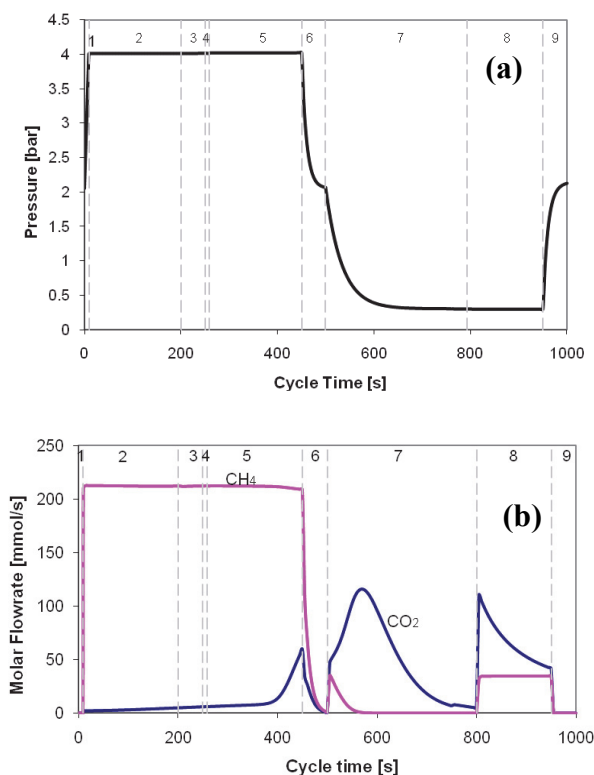 1 2 3 4 5 6 7 8 9
(a)
4.5
4
3.5
3
2.5
2
1.5
1
0.5
0
Pressure [bar]
0 200 400 600 800 1000
Cycle Time [s]
250
200
150
100
50
0
Molar Flowrate [mmol/s]
1 2 3 4 5 6 7 8 9
CH4
(b)
CO2
0 200 400 600 800 1000
Cycle time [s]